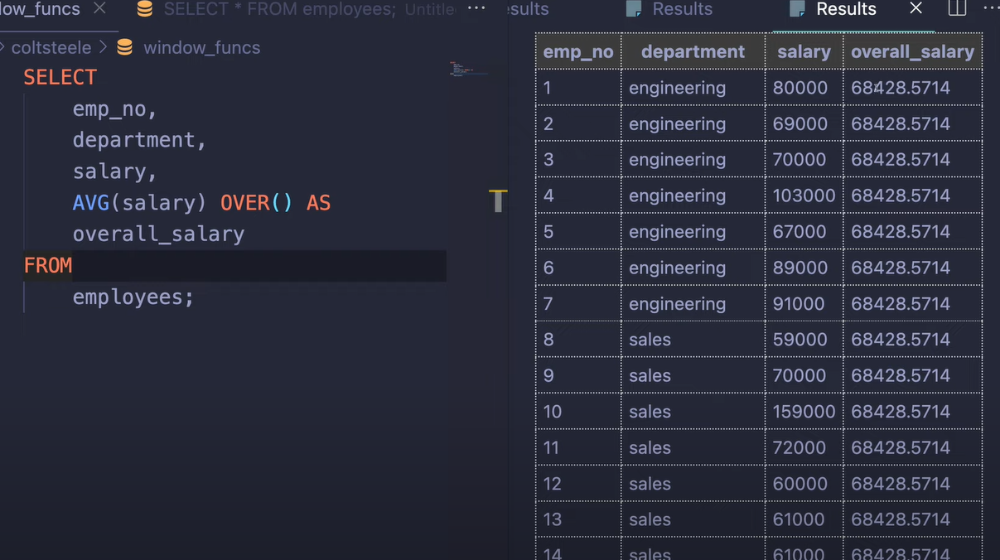 low_funcs SELECT * FROM employees; Untitle ··· esults Results Results
coltsteele window_funcs
SELECT
emp_no,
department,
salary,
AVG(salary) OVER() AS
overall_salary
FROM
employees;
emp_no department salary overall_salary
1 engineering 80000 68428.5714
2 engineering 69000 68428.5714
3 engineering 70000 68428.5714
4 engineering 103000 68428.5714
5 engineering 67000 68428.5714
6 engineering 89000 68428.5714
7 engineering 91000 68428.5714
8 sales 59000 68428.5714
9 sales 70000 68428.5714
10 sales 159000 68428.5714
11 sales 72000 68428.5714
12 sales 60000 68428.5714
13 sales 61000 68428.5714
14 sales 61000 68428.5714